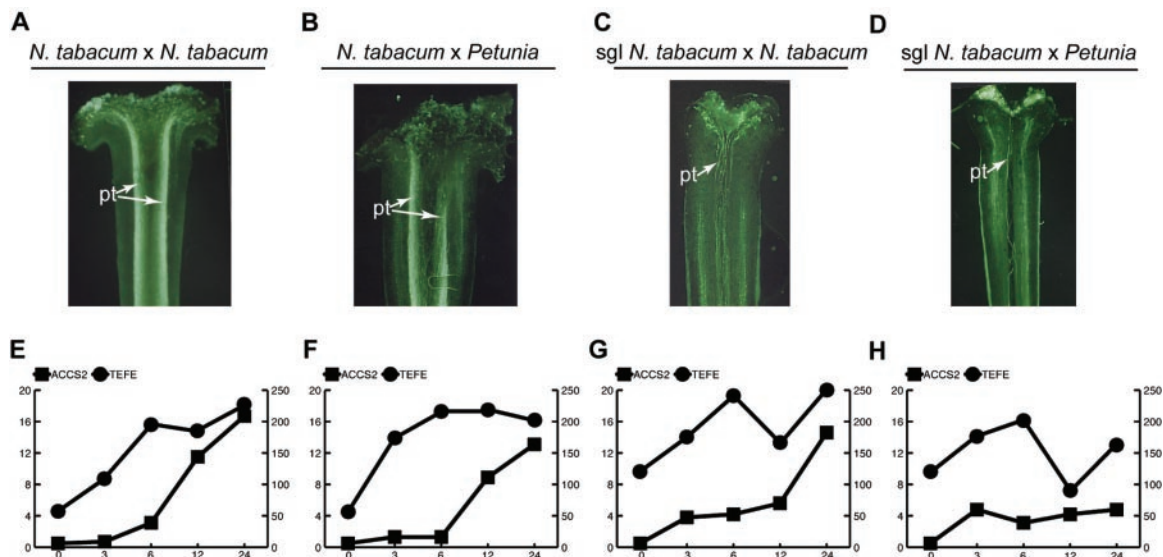 A
N. tabacum x N. tabacum
B
N. tabacum x Petunia
C
sgl N. tabacum x N. tabacum
D
sgl N. tabacum x Petunia
pt
pt
pt
pt
E
ACCS2 TEFE
20 250
16 200
12 150
8 100
4 50
0 0
0 3 6 12 24
F
ACCS2 TEFE
20 250
16 200
12 150
8 100
4 50
0 0
0 3 6 12 24
G
ACCS2 TEFE
20 250
16 200
12 150
8 100
4 50
0 0
0 3 6 12 24
H
ACCS2 TEFE
20 250
16 200
12 150
8 100
4 50
0 0
0 3 6 12 24